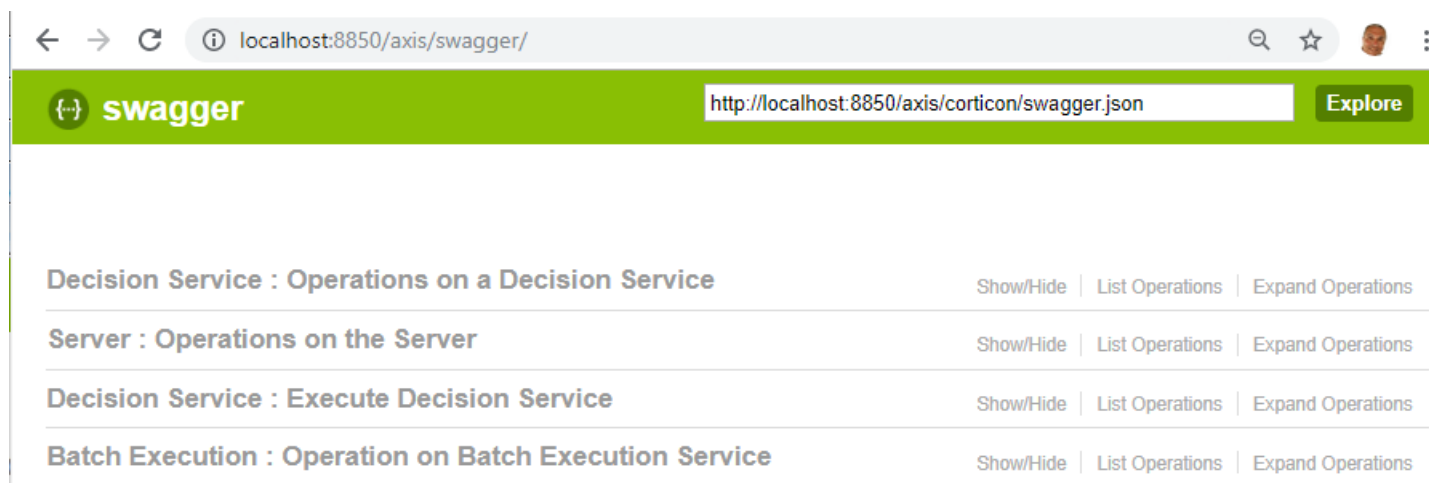 localhost:8850/axis/swagger/
{...} swagger http://localhost:8850/axis/corticon/swagger.json Explore
Decision Service : Operations on a Decision Service Show/Hide List Operations Expand Operations
Server : Operations on the Server Show/Hide List Operations Expand Operations
Decision Service : Execute Decision Service Show/Hide List Operations Expand Operations
Batch Execution : Operation on Batch Execution Service Show/Hide List Operations Expand Operations